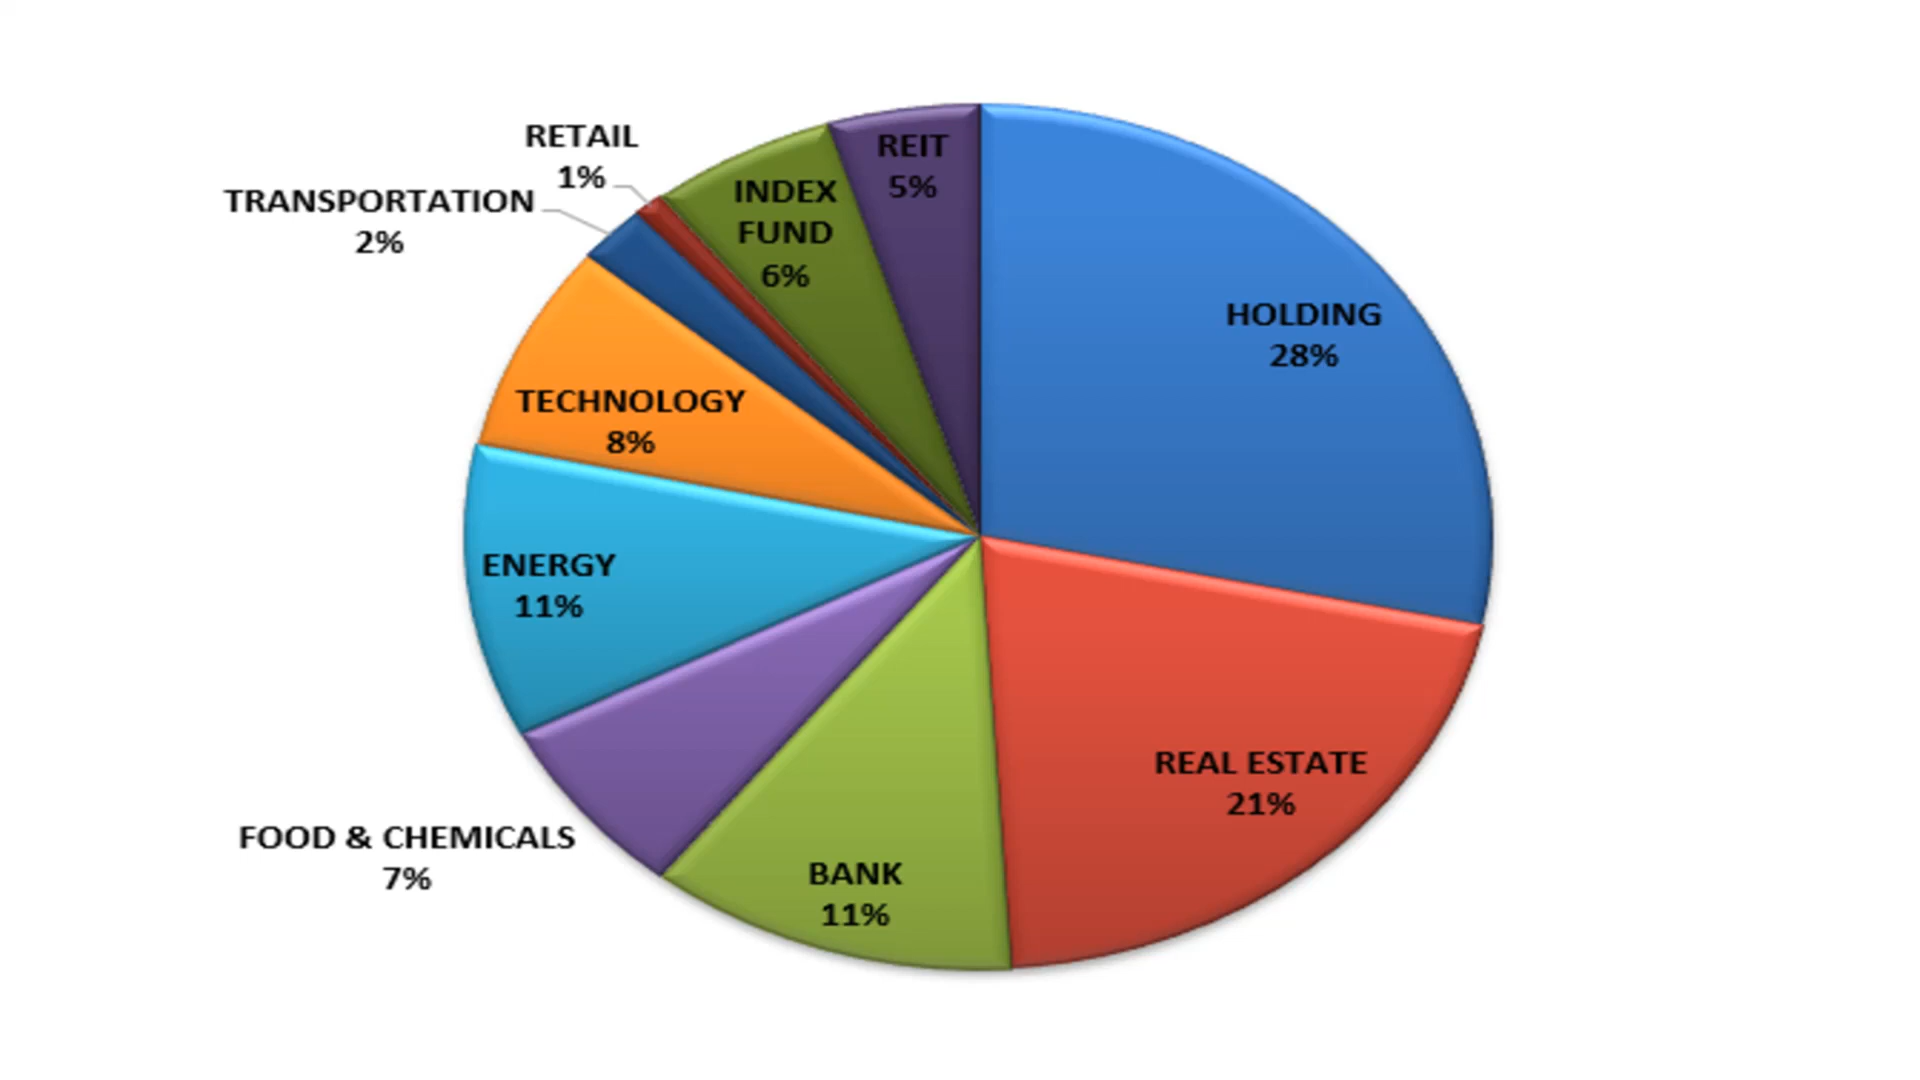 RETAIL
1%
TRANSPORTATION
2%
INDEX
FUND
6%
REIT
5%
HOLDING
28%
TECHNOLOGY
8%
ENERGY
11%
REAL ESTATE
21%
FOOD & CHEMICALS
7%
BANK
11%